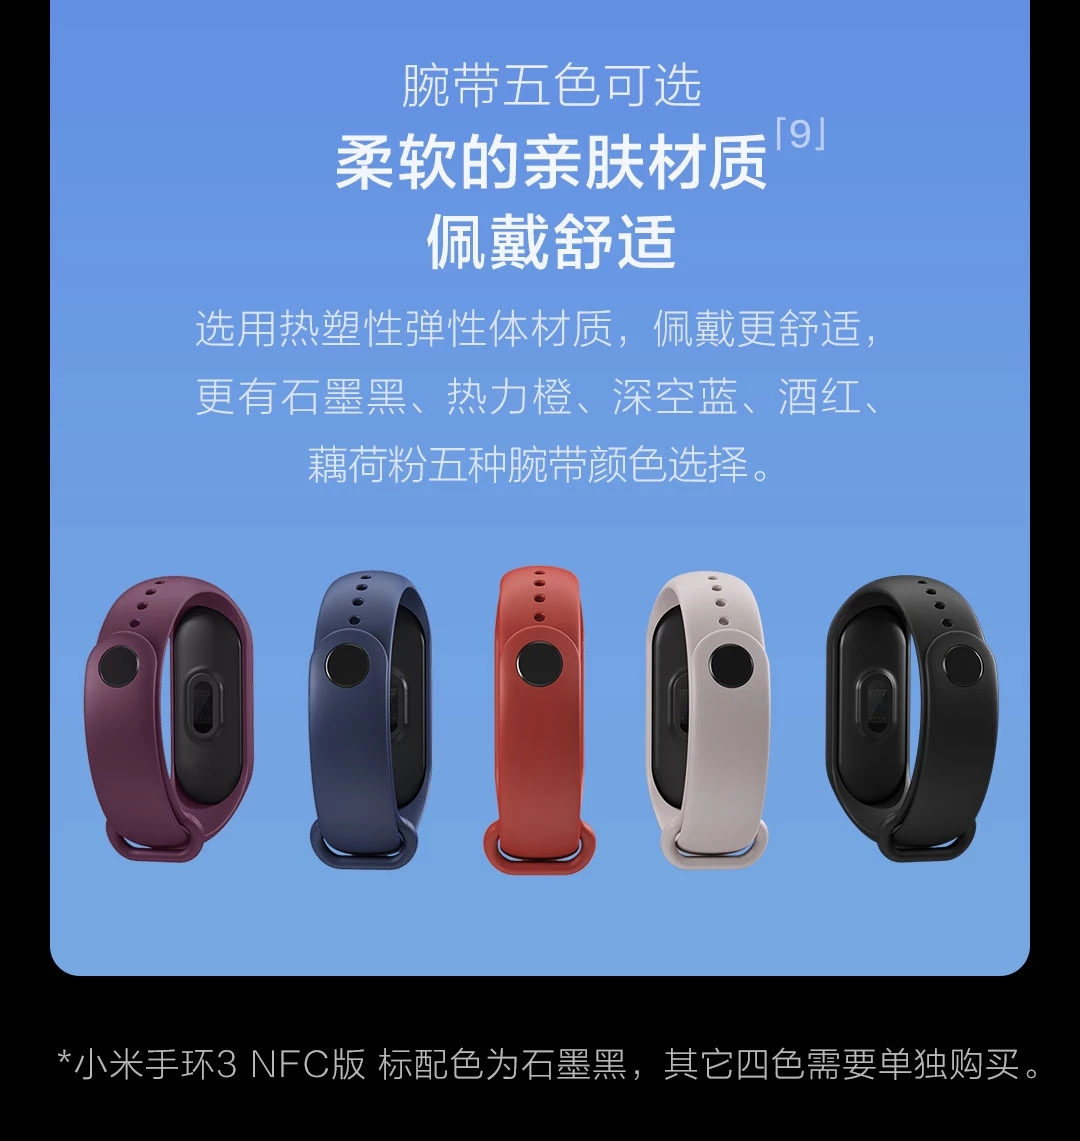 腕带五色可选
柔软的亲肤材质「9」
佩戴舒适
选用热塑性弹性体材质，佩戴更舒适，
更有石墨黑、热力橙、深空蓝、酒红、
藕荷粉五种腕带颜色选择。
*小米手环3 NFC版 标配色为石墨黑，其它四色需要单独购买。